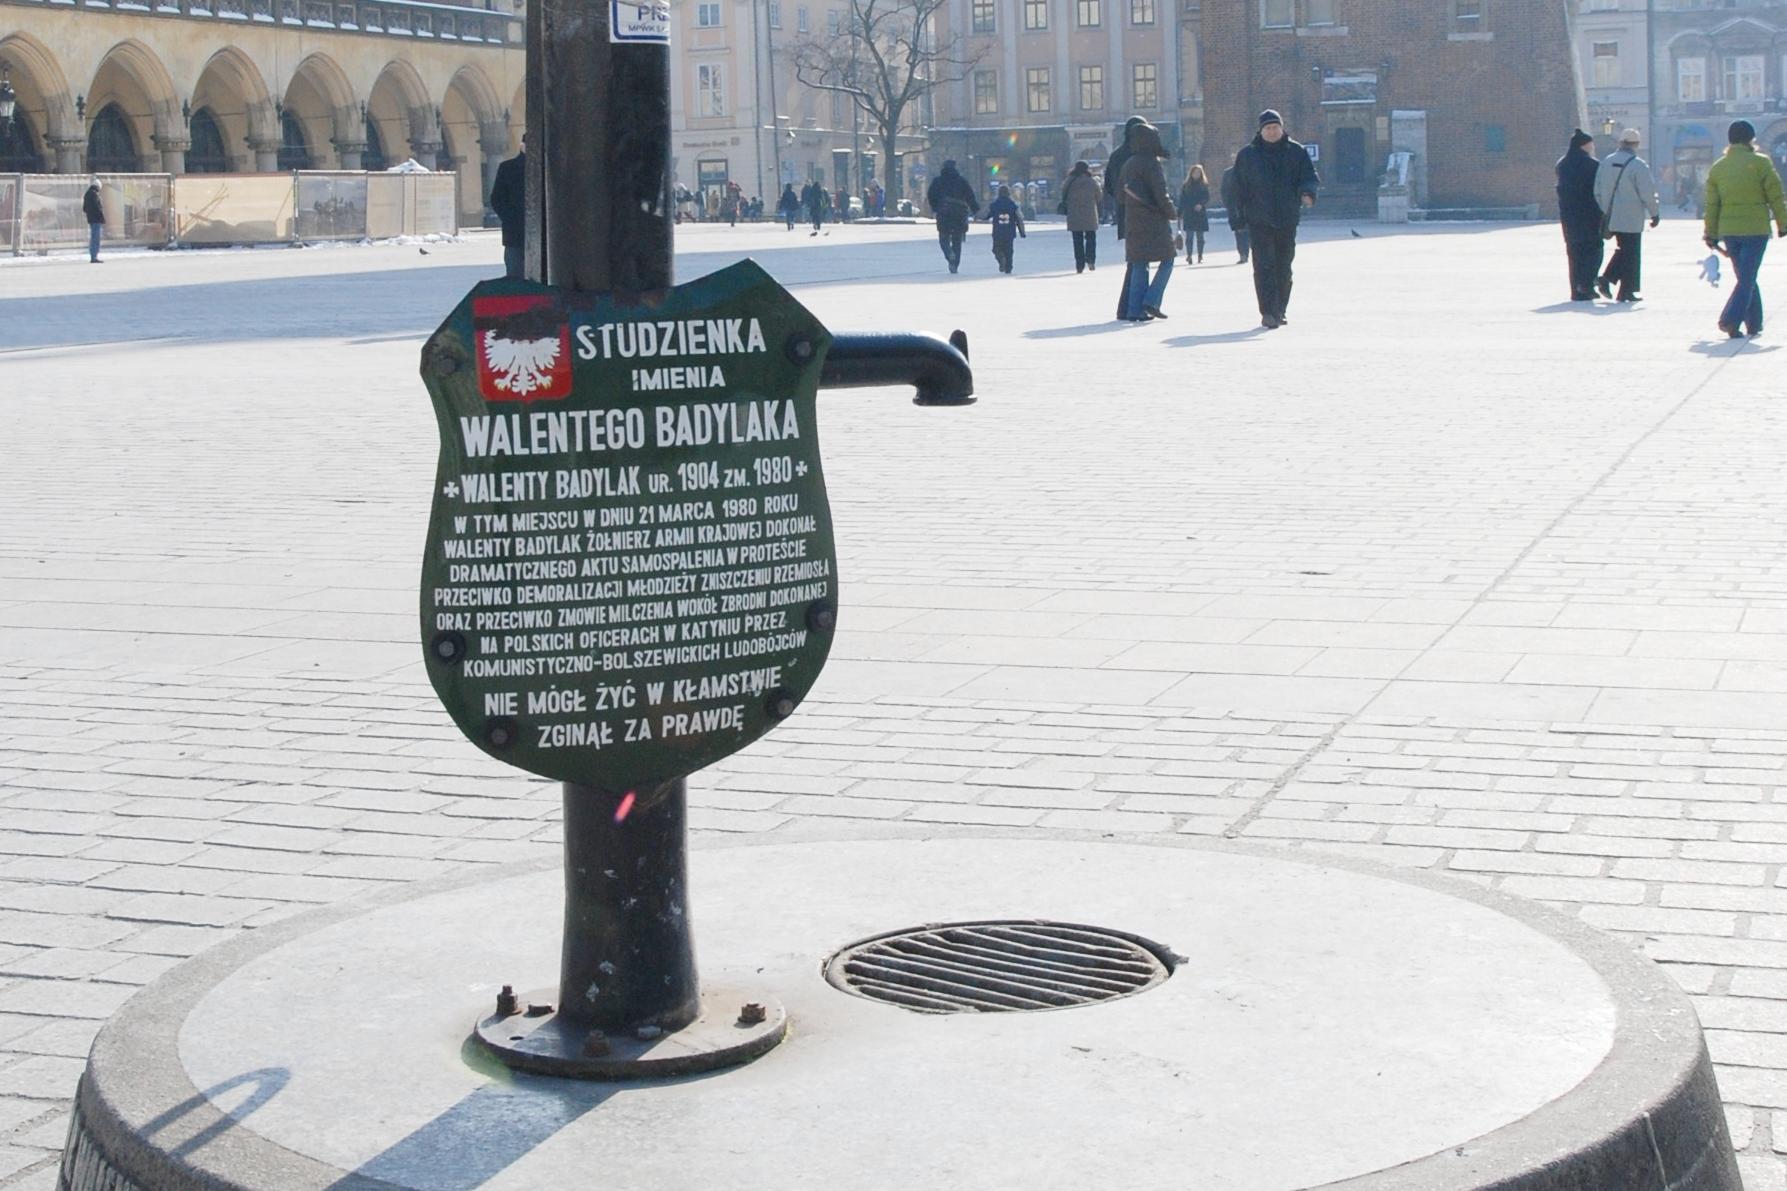 PRZ
MPWIK S.A.
STUDZIENKA
IMIENIA
WALENTEGO BADYLAKA
WALENTY BADYLAK UR. 1904 ZM. 1980
W TYM MIEJSCU W DNIU 21 MARCA 1980 ROKU
WALENTY BADYLAK ŻOŁNIERZ ARMII KRAJOWEJ DOKONAŁ
DRAMATYCZNEGO AKTU SAMOSPALENIA W PROTEŚCIE
PRZECIWKO DEMORALIZACJI MŁODZIEŻY ZNISZCZENIU RZEMIOSŁA
ORAZ PRZECIWKO ZMOWIE MILCZENIA WOKÓŁ ZBRODNI DOKONANEJ
NA POLSKICH OFICERACH W KATYNIU PRZEZ
KOMUNISTYCZNO-BOLSZEWICKICH LUDOBÓJCÓW
NIE MÓGŁ ŻYĆ W KŁAMSTWIE
ZGINĄŁ ZA PRAWDĘ